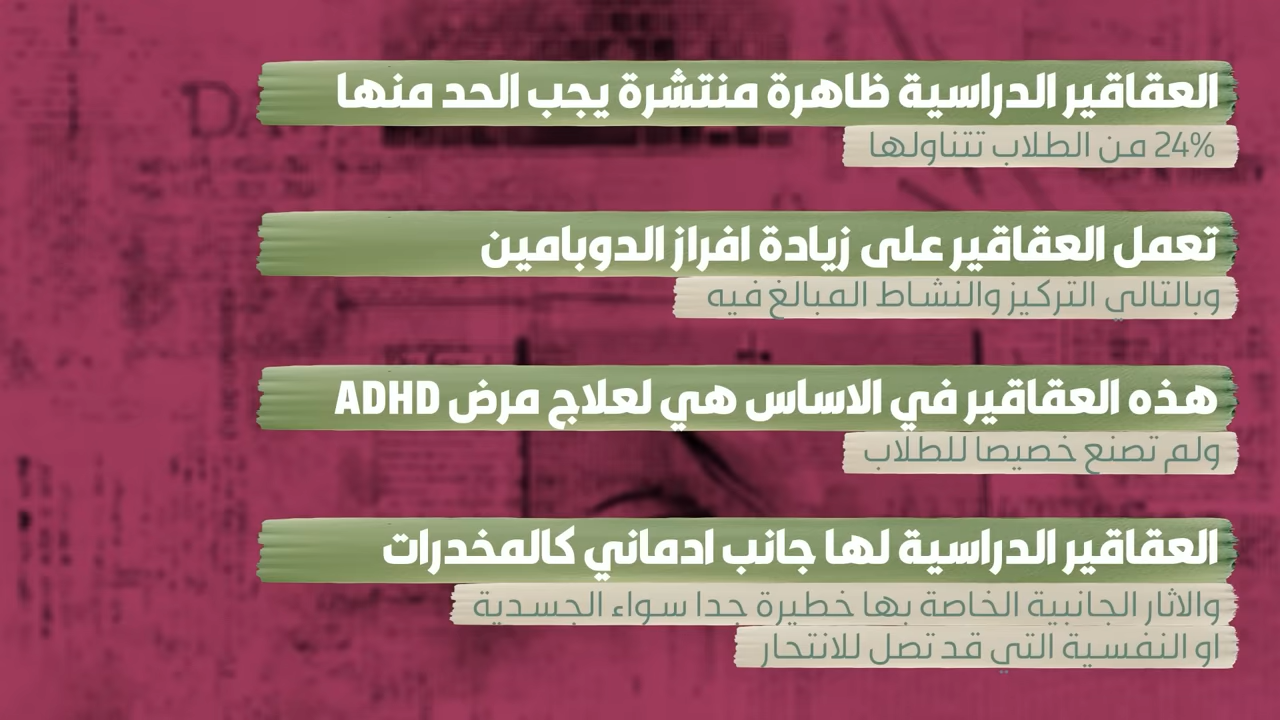 العقاقير الدراسية ظاهرة منتشرة يجب الحد منها
24% من الطلاب تتناولها
تعمل العقاقير على زيادة افراز الدوبامين
وبالتالي التركيز والنشاط المبالغ فيه
هذه العقاقير في الاساس هي لعلاج مرض ADHD
ولم تصنع خصيصا للطلاب
العقاقير الدراسية لها جانب ادماني كالمخدرات
والاثار الجانبية الخاصة بها خطيرة جدا سواء الجسدية
او النفسية التي قد تصل للانتحار